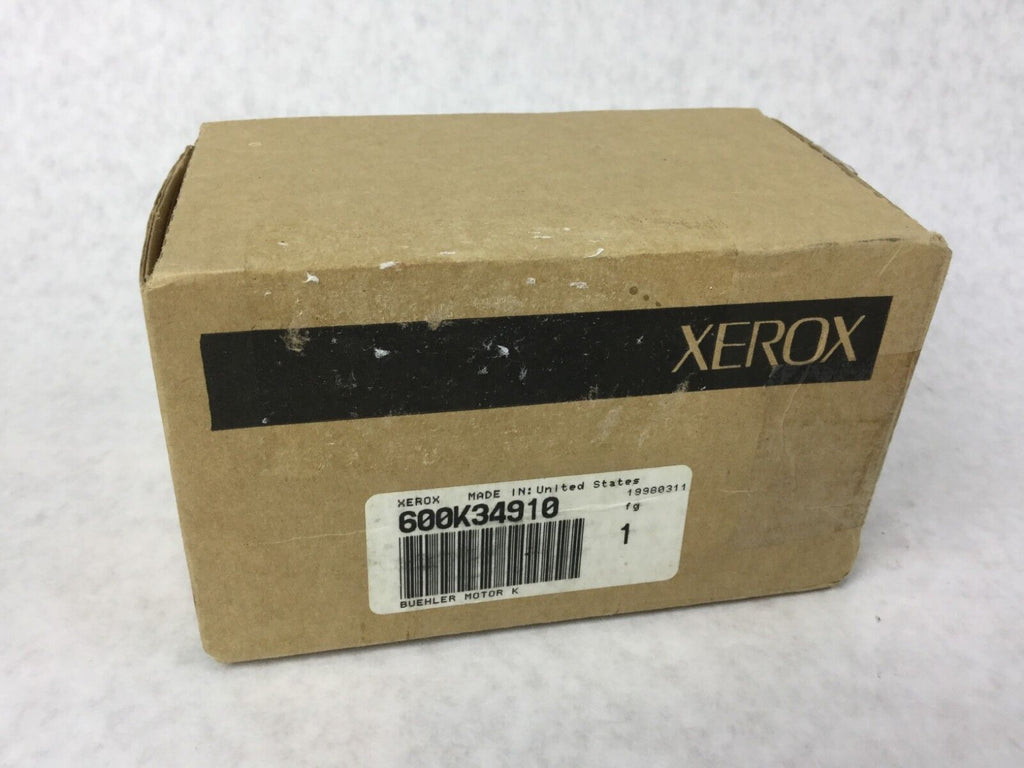 XEROX
XEROX MADE IN: United States
19980311
600K34910
fg
1
BUEHLER MOTOR K